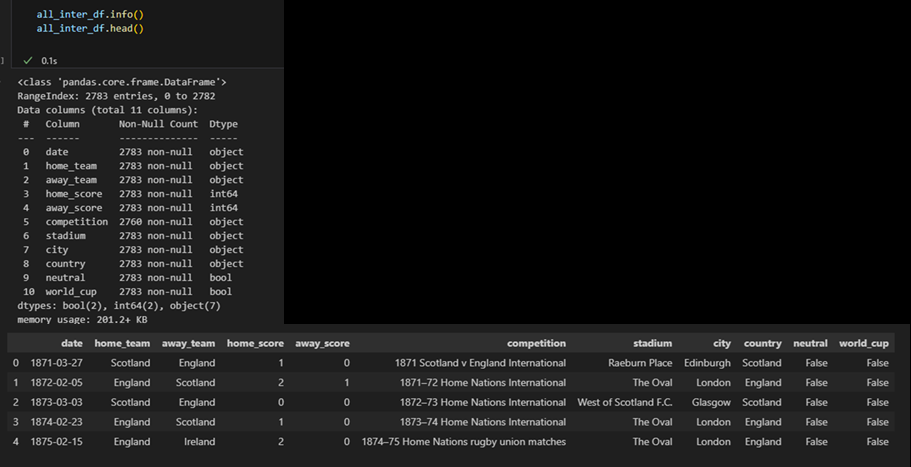 all_inter_df.info()
all_inter_df.head()
]
✓ 0.1s
<class 'pandas.core.frame.DataFrame'>
RangeIndex: 2783 entries, 0 to 2782
Data columns (total 11 columns):
 #   Column       Non-Null Count  Dtype
---  ------       --------------  -----
 0   date         2783 non-null   object
 1   home_team    2783 non-null   object
 2   away_team    2783 non-null   object
 3   home_score   2783 non-null   int64
 4   away_score   2783 non-null   int64
 5   competition  2760 non-null   object
 6   stadium      2783 non-null   object
 7   city         2783 non-null   object
 8   country      2783 non-null   object
 9   neutral      2783 non-null   bool
 10  world_cup    2783 non-null   bool
dtypes: bool(2), int64(2), object(7)
memory usage: 201.2+ KB
date home_team away_team home_score away_score competition stadium city country neutral world_cup
0 1871-03-27 Scotland England 1 0 1871 Scotland v England International Raeburn Place Edinburgh Scotland False False
1 1872-02-05 England Scotland 2 1 1871–72 Home Nations International The Oval London England False False
2 1873-03-03 Scotland England 0 0 1872–73 Home Nations International West of Scotland F.C. Glasgow Scotland False False
3 1874-02-23 England Scotland 1 0 1873–74 Home Nations International The Oval London England False False
4 1875-02-15 England Ireland 2 0 1874–75 Home Nations rugby union matches The Oval London England False False